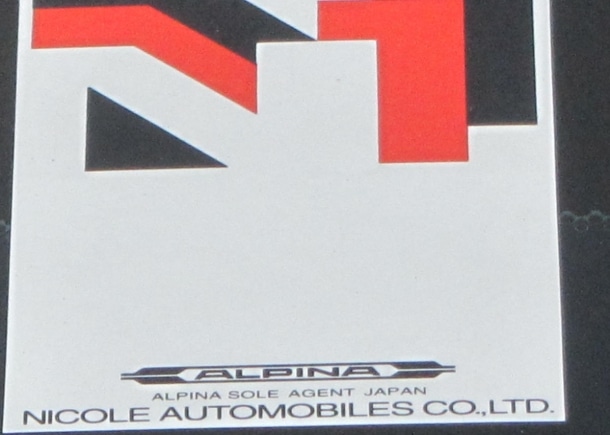 ALPINA
ALPINA SOLE AGENT JAPAN
NICOLE AUTOMOBILES CO.,LTD.